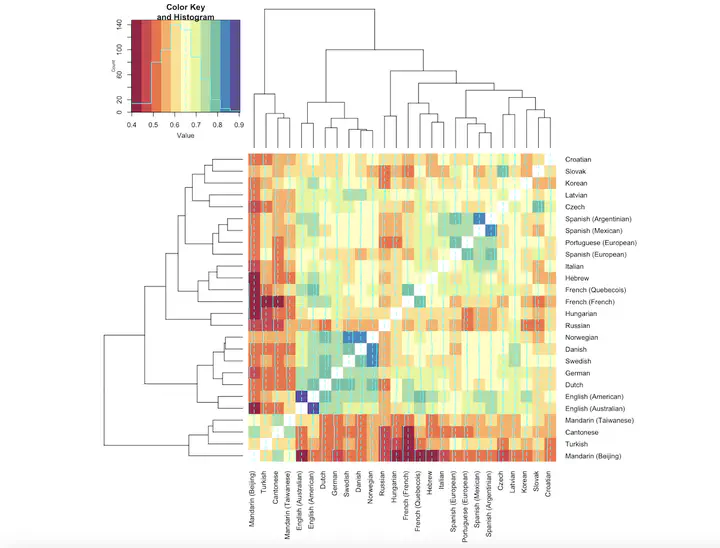 Color Key
and Histogram
Count
0
20
60
100
140
0.4 0.5 0.6 0.7 0.8 0.9
Value
Croatian
Slovak
Korean
Latvian
Czech
Spanish (Argentinian)
Spanish (Mexican)
Portuguese (European)
Spanish (European)
Italian
Hebrew
French (Quebecois)
French (French)
Hungarian
Russian
Norwegian
Danish
Swedish
German
Dutch
English (American)
English (Australian)
Mandarin (Taiwanese)
Cantonese
Turkish
Mandarin (Beijing)
Mandarin (Beijing)
Turkish
Cantonese
Mandarin (Taiwanese)
English (Australian)
English (American)
Dutch
German
Swedish
Danish
Norwegian
Russian
Hungarian
French (French)
French (Quebecois)
Hebrew
Italian
Spanish (European)
Portuguese (European)
Spanish (Mexican)
Spanish (Argentinian)
Czech
Latvian
Korean
Slovak
Croatian